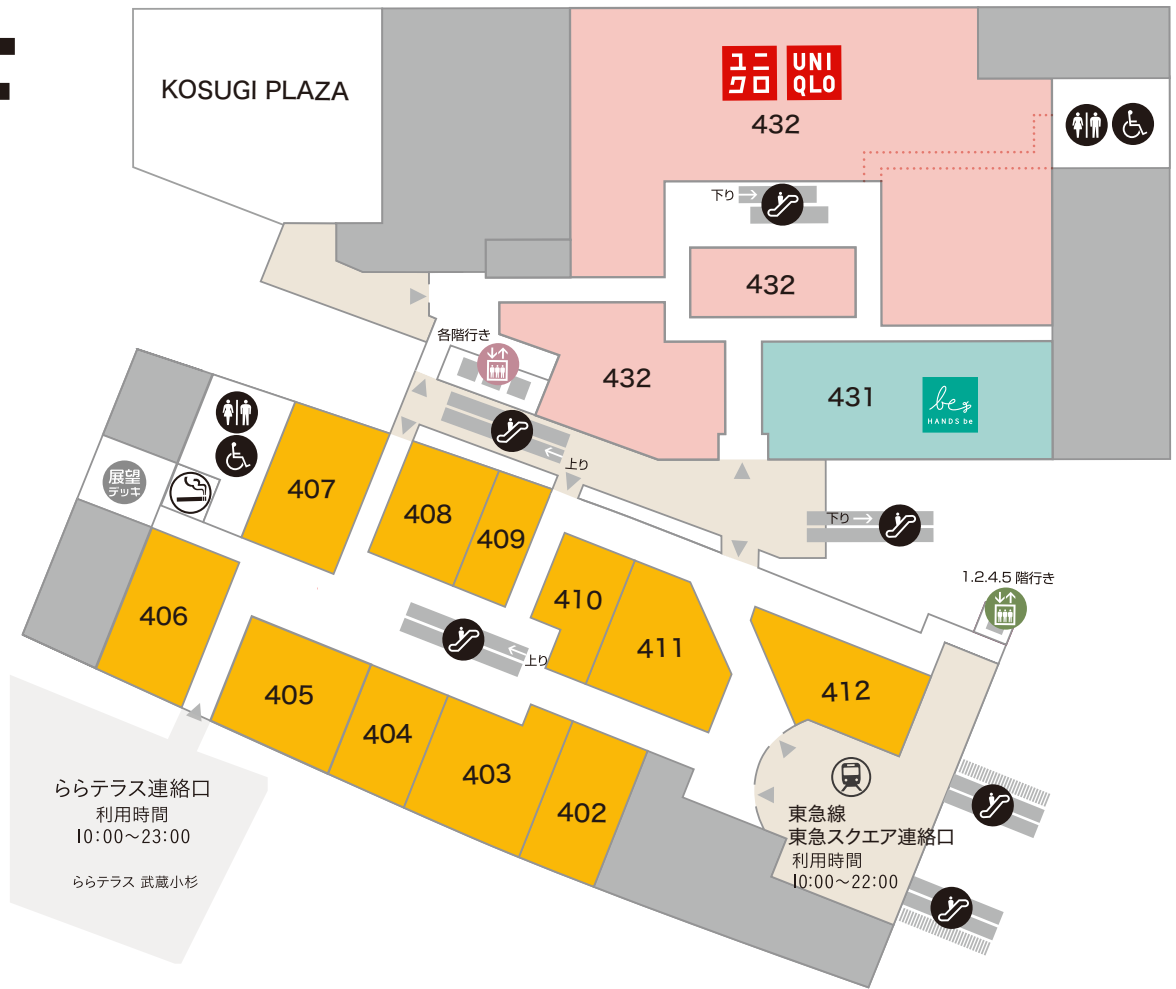 KOSUGI PLAZA
ユニ
クロ
UNI
QLO
432
下り
432
各階行き
432
431
be
HANDS be
上り
展望
デッキ
407
408
409
下り
406
410
411
1.2.4.5 階行き
上り
405
412
404
403
402
ららテラス連絡口
利用時間
10:00～23:00
ららテラス 武蔵小杉
東急線
東急スクエア連絡口
利用時間
10:00～22:00